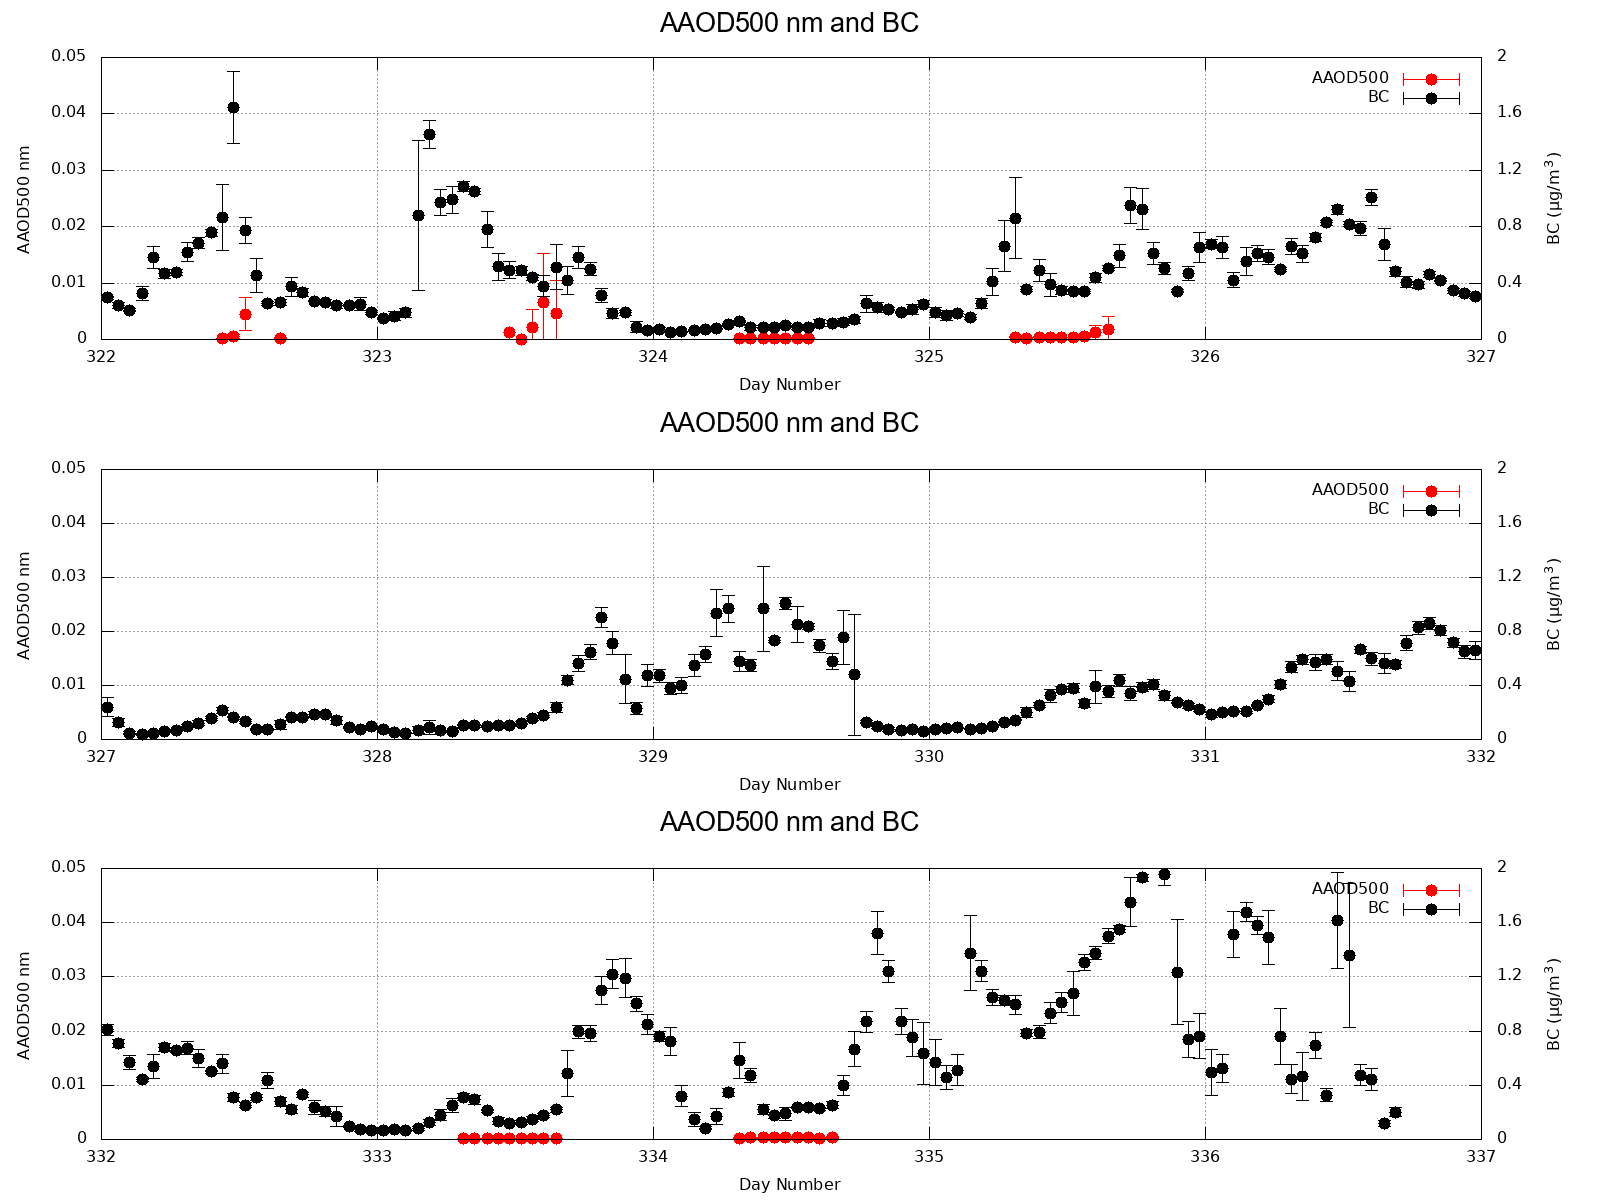 AAOD500 nm and BC
0.05 2
AAOD500
BC
0.04 1.6
0.03 1.2
AAOD500 nm
BC (µg/m³)
0.02 0.8
0.01 0.4
0 0
322 323 324 325 326 327
Day Number
AAOD500 nm and BC
0.05 2
AAOD500
BC
0.04 1.6
0.03 1.2
AAOD500 nm
BC (µg/m³)
0.02 0.8
0.01 0.4
0 0
327 328 329 330 331 332
Day Number
AAOD500 nm and BC
0.05 2
AAOD500
BC
0.04 1.6
0.03 1.2
AAOD500 nm
BC (µg/m³)
0.02 0.8
0.01 0.4
0 0
332 333 334 335 336 337
Day Number